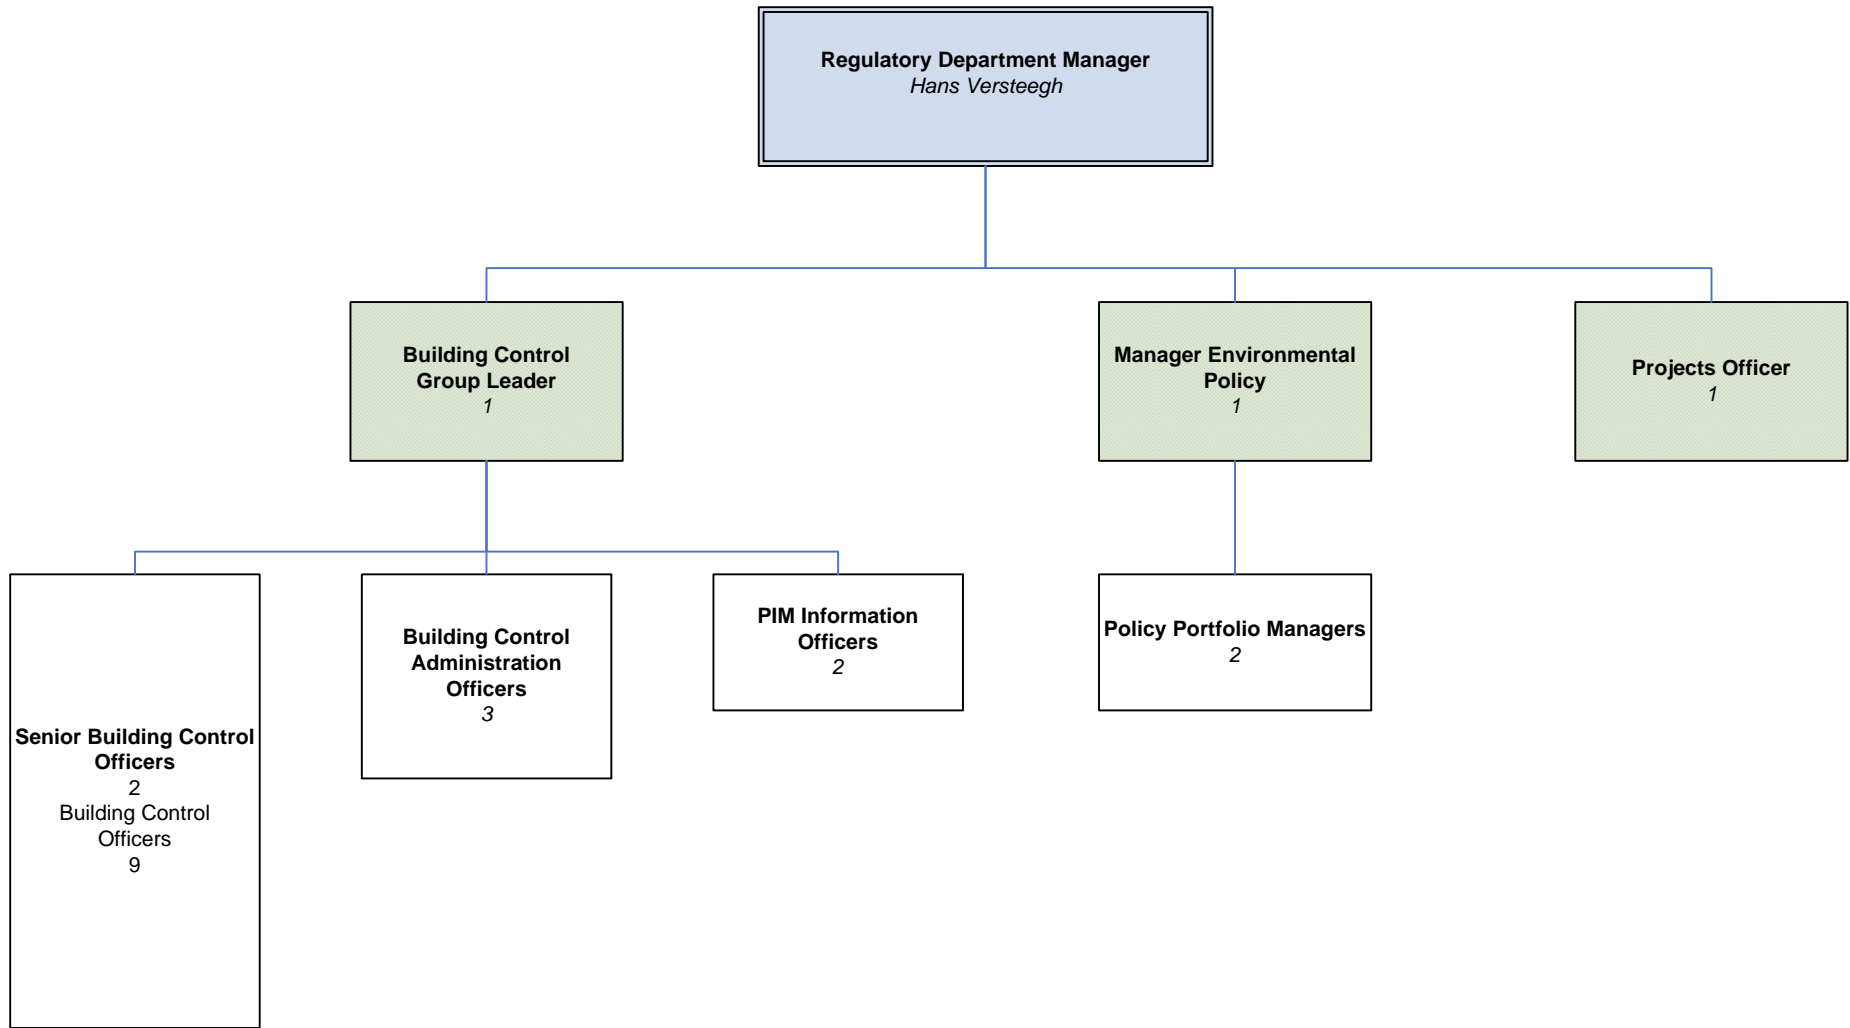 Regulatory Department Manager
Hans Versteegh
Building Control
Group Leader
1
Manager Environmental
Policy
1
Projects Officer
1
Senior Building Control
Officers
2
Building Control
Officers
9
Building Control
Administration
Officers
3
PIM Information
Officers
2
Policy Portfolio Managers
2